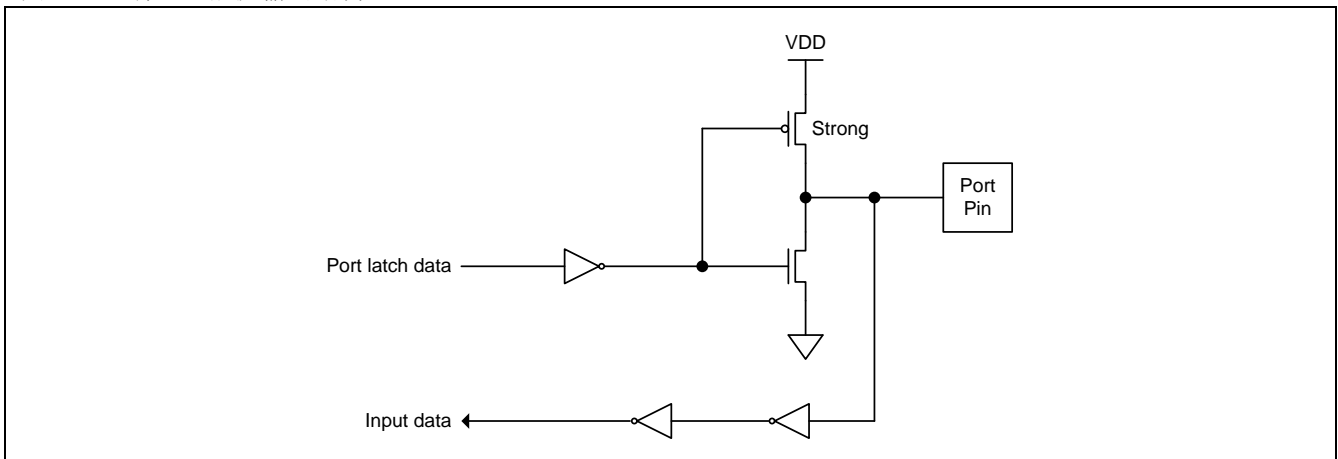 VDD
Strong
Port
Pin
Port latch data
Input data